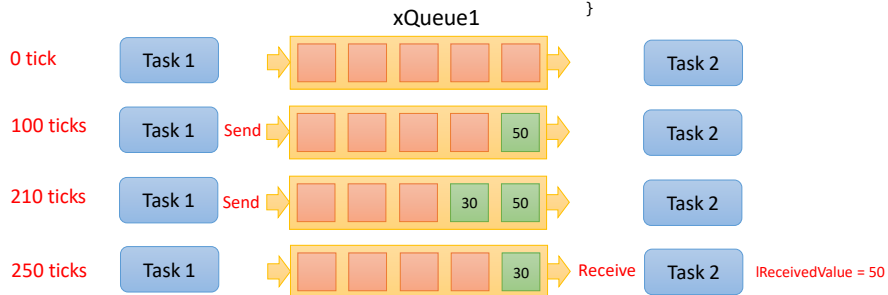 }
xQueue1
0 tick Task 1 Task 2
100 ticks Task 1 Send 50 Task 2
210 ticks Task 1 Send 30 50 Task 2
250 ticks Task 1 30 Receive Task 2 lReceivedValue = 50